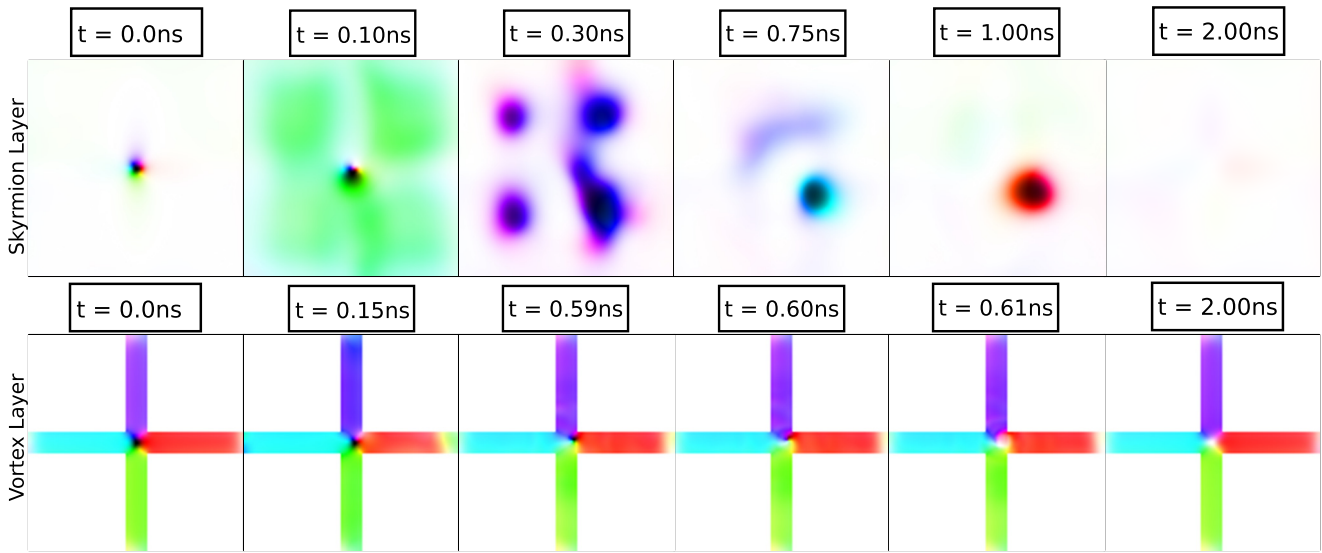 t = 0.0ns
t = 0.10ns
t = 0.30ns
t = 0.75ns
t = 1.00ns
t = 2.00ns
Skyrmion Layer
t = 0.0ns
t = 0.15ns
t = 0.59ns
t = 0.60ns
t = 0.61ns
t = 2.00ns
Vortex Layer